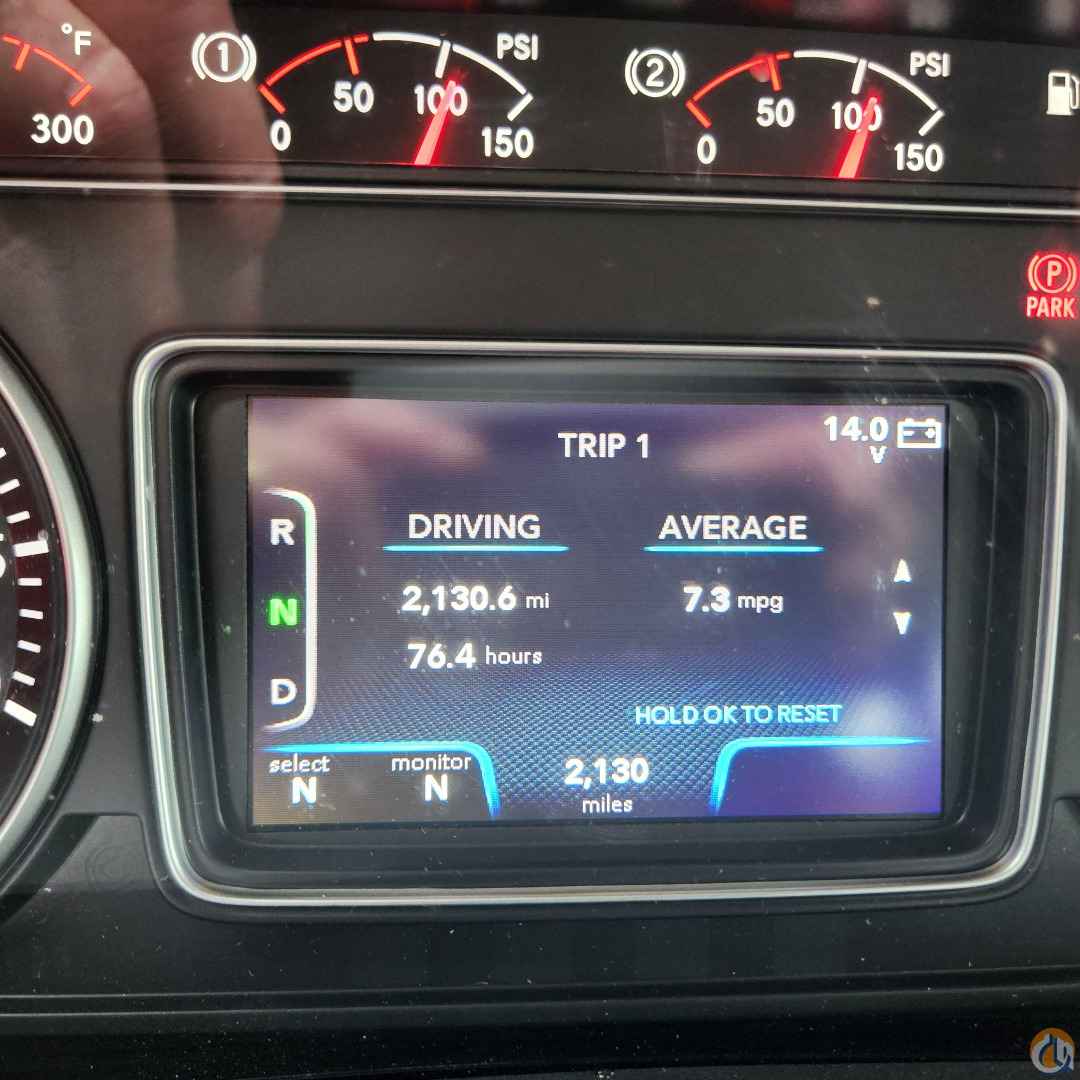 °F
300
1
0
50
100
150
PSI
2
0
50
100
150
PSI
P
PARK
TRIP 1
14.0
V
R
N
D
DRIVING
AVERAGE
2,130.6 mi
7.3 mpg
76.4 hours
HOLD OK TO RESET
select
N
monitor
N
2,130
miles